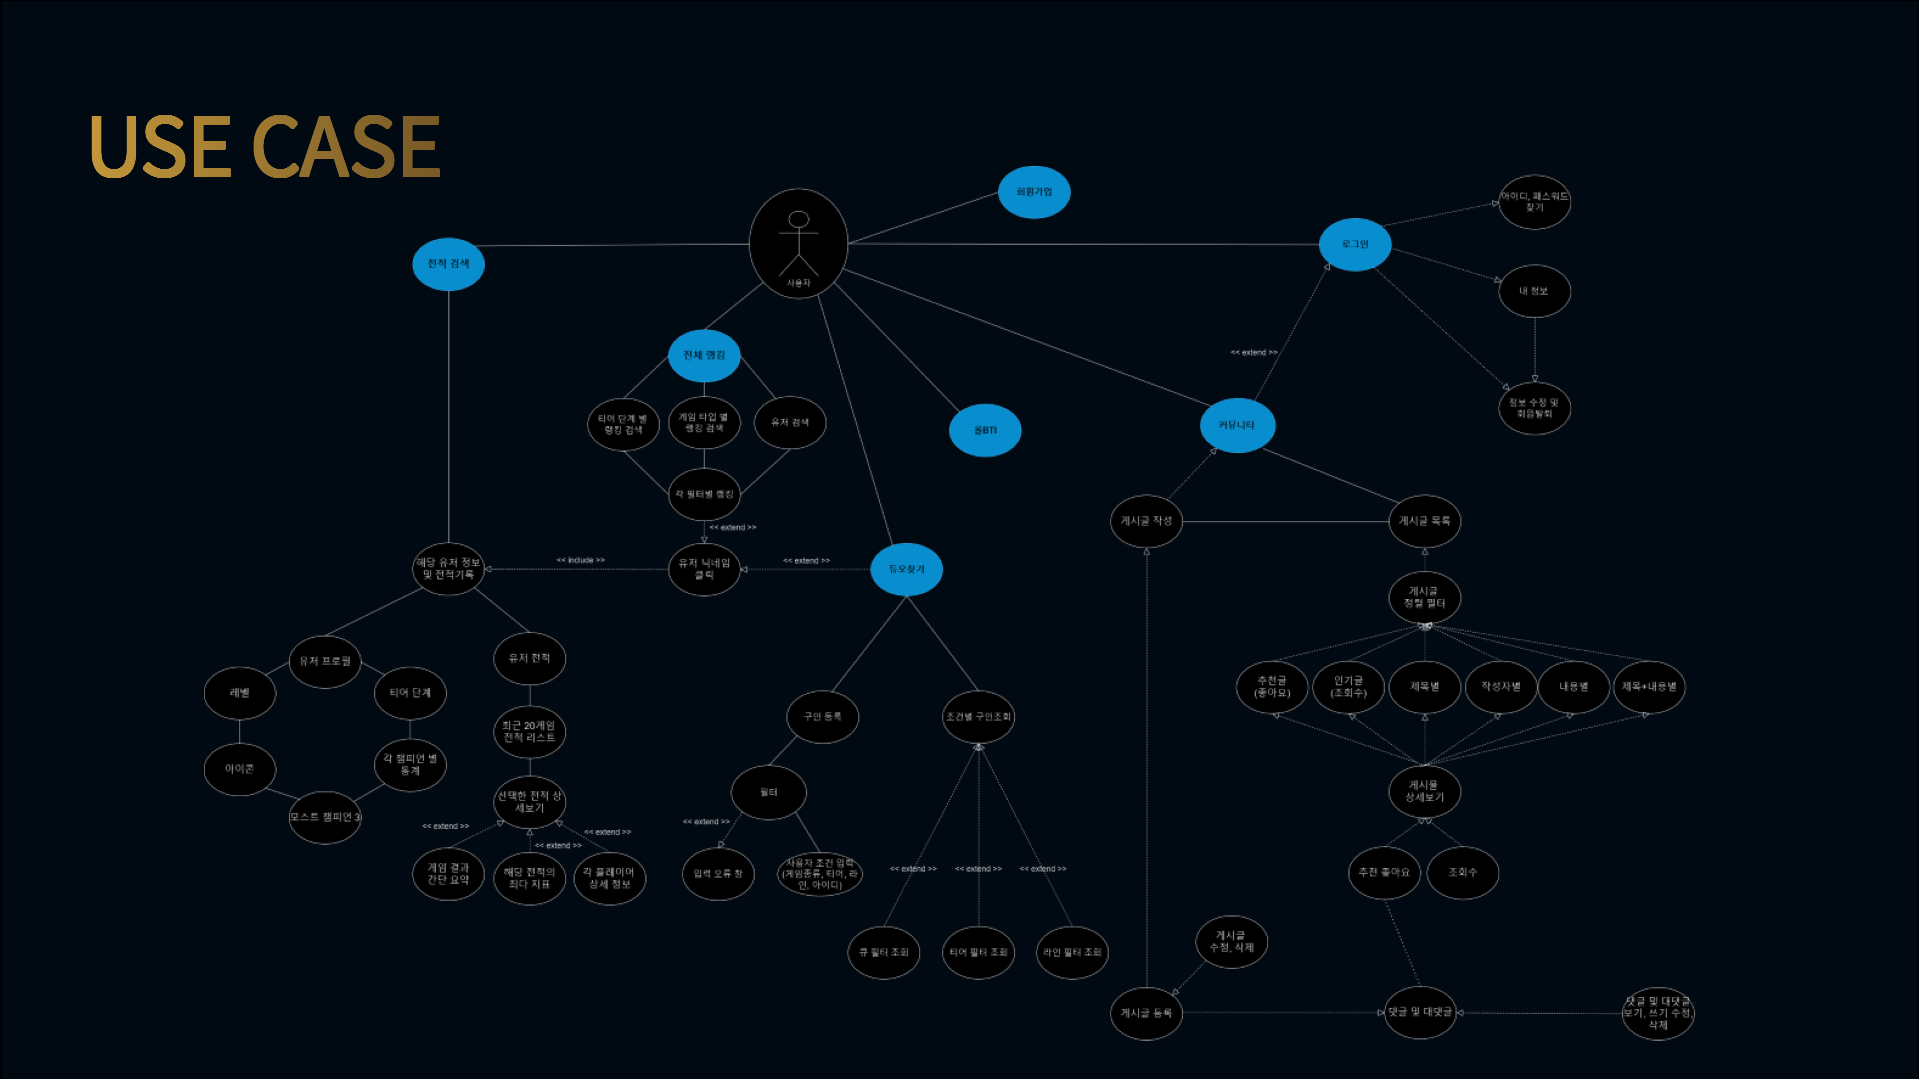 USE CASE
회원가입
아이디, 패스워드
찾기
사용자
로그인
전적 검색
내 정보
<< extend >>
전체 랭킹
정보 수정 및
회원탈퇴
티어 단계 별
랭킹 검색
게임 타입 별
랭킹 검색
유저 검색
롤BTI
커뮤니티
각 필터별 랭킹
<< extend >>
게시글 작성
게시글 목록
해당 유저 정보
및 전적기록
<< include >>
유저 닉네임
클릭
<< extend >>
듀오찾기
게시글
정렬 필터
유저 프로필
유저 전적
레벨
티어 단계
추천글
(좋아요)
인기글
(조회수)
제목별
작성자별
내용별
제목+내용별
구인 등록
조건별 구인조회
최근 20게임
전적 리스트
아이콘
각 챔피언 별
통계
모스트 챔피언 3
선택한 전적 상
세보기
필터
게시물
상세보기
<< extend >>
<< extend >>
<< extend >>
<< extend >>
게임 결과
간단 요약
해당 전적의
최다 지표
각 플레이어
상세 정보
입력 오류 창
사용자 조건 입력
(게임종류, 티어, 라
인, 아이디)
<< extend >>
<< extend >>
<< extend >>
추천 좋아요
조회수
큐 필터 조회
티어 필터 조회
라인 필터 조회
게시글
수정, 삭제
게시글 등록
댓글 및 대댓글
댓글 및 대댓글
보기, 쓰기 수정,
삭제